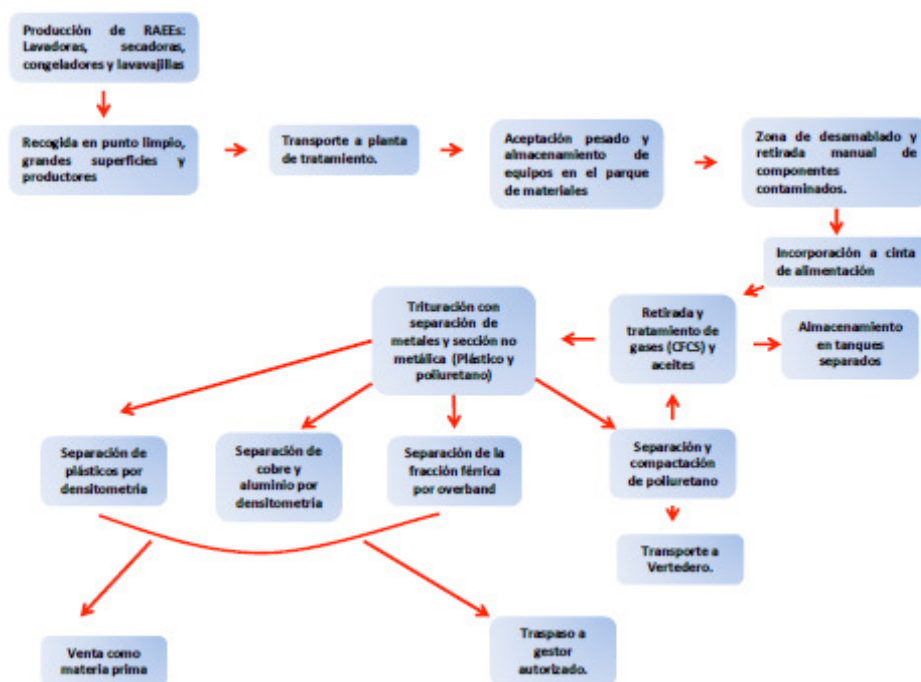 Producción de RAEEs:
Lavadoras, secadoras,
congeladores y lavavajillas
Recogida en punto limpio,
grandes superficies y
productores
Transporte a planta
de tratamiento.
Aceptación pesado y
almacenamiento de
equipos en el parque
de materiales
Zona de desamablado y
retirada manual de
componentes
contaminados.
Incorporación a cinta
de alimentación
Retirada y
tratamiento de
gases (CFCS) y
aceites
Almacenamiento
en tanques
separados
Trituración con
separación de
metales y sección no
metálica (Plástico y
poliuretano)
Separación de
plásticos por
densitometria
Separación de
cobre y
aluminio por
densitometria
Separación de la
fracción férrica
por overband
Separación y
compactación
de poliuretano
Transporte a
Vertedero.
Venta como
materia prima
Traspaso a
gestor
autorizado.